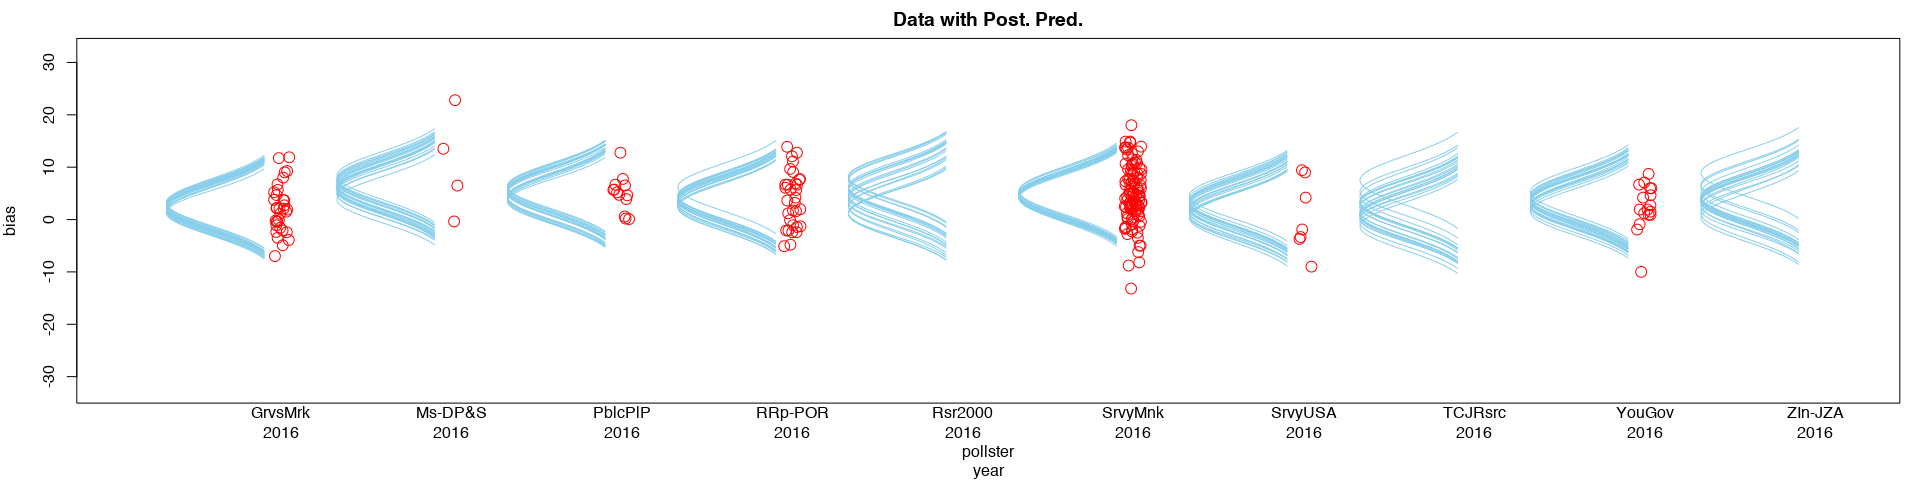 Data with Post. Pred.
30
20
10
0
-10
-20
-30
bias
GrvsMrk Ms-DP&S PblcPlP RRp-POR Rsr2000 SrvyMnk SrvyUSA TCJRsrc YouGov ZIn-JZA
2016 2016 2016 2016 2016 2016 2016 2016 2016 2016
pollster
year